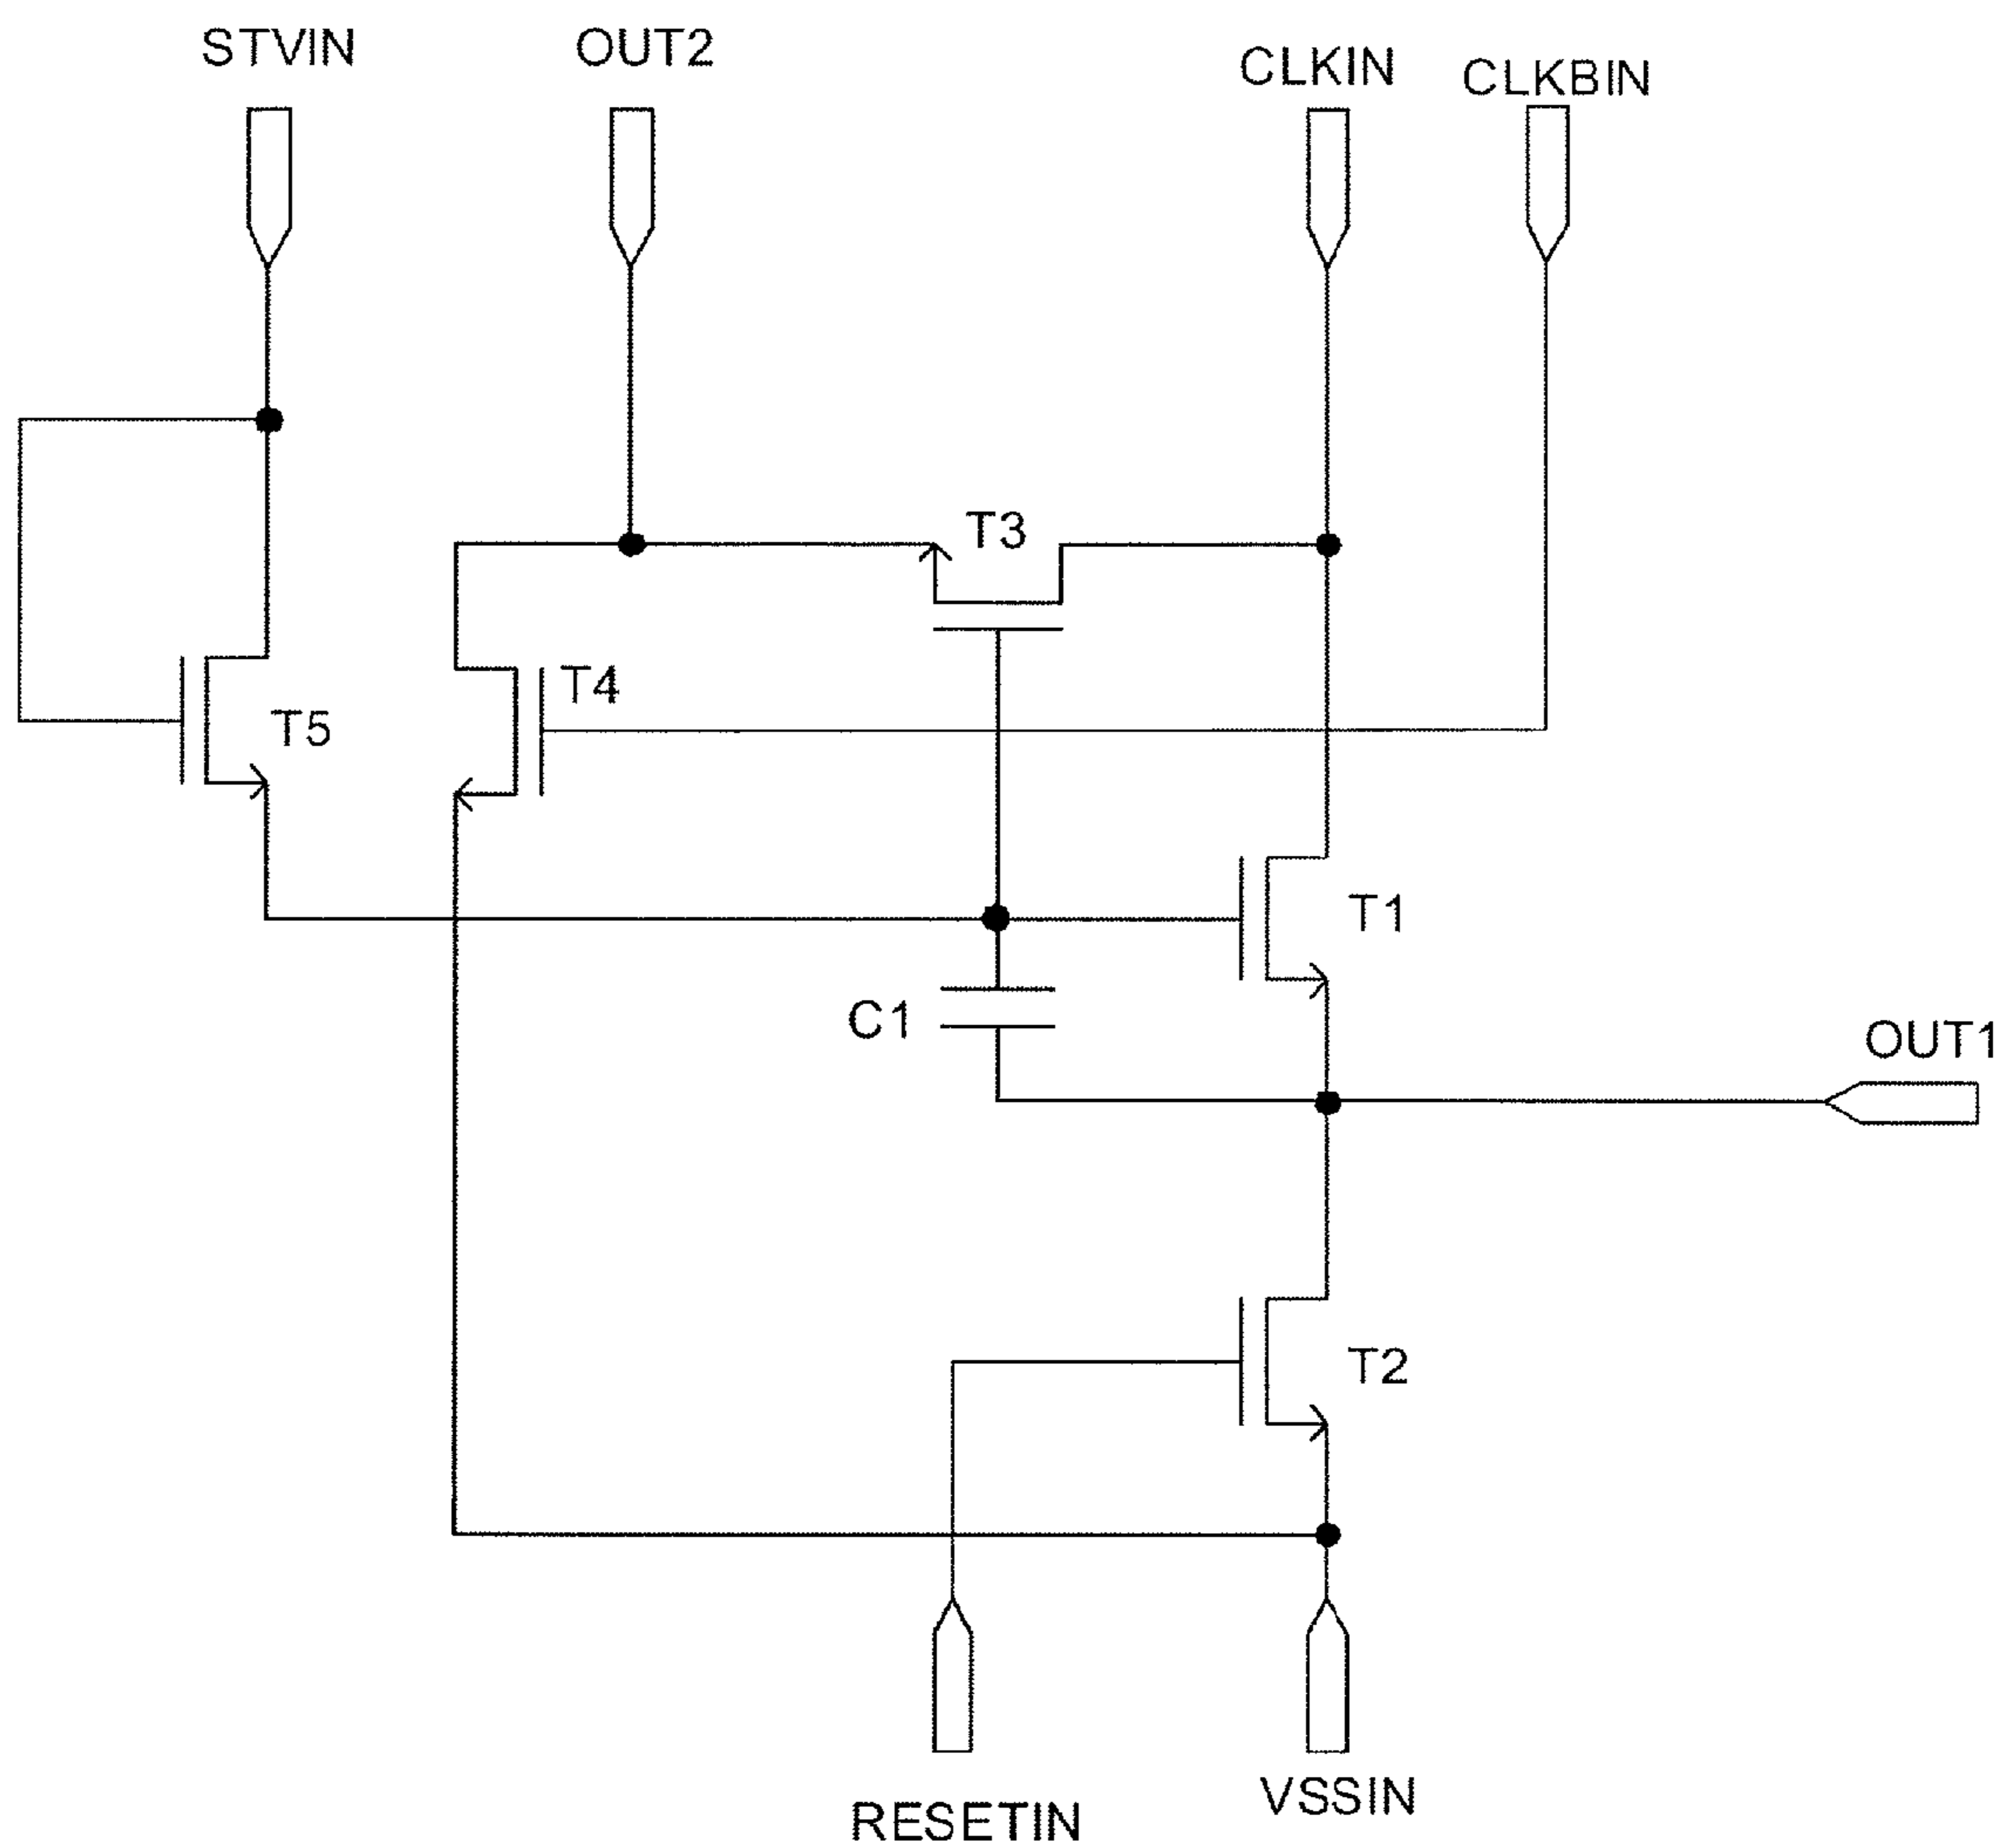 STVIN
OUT2
CLKIN
CLKBIN
T3
T4
T5
T1
C1
OUT1
T2
VSSIN
RESETIN